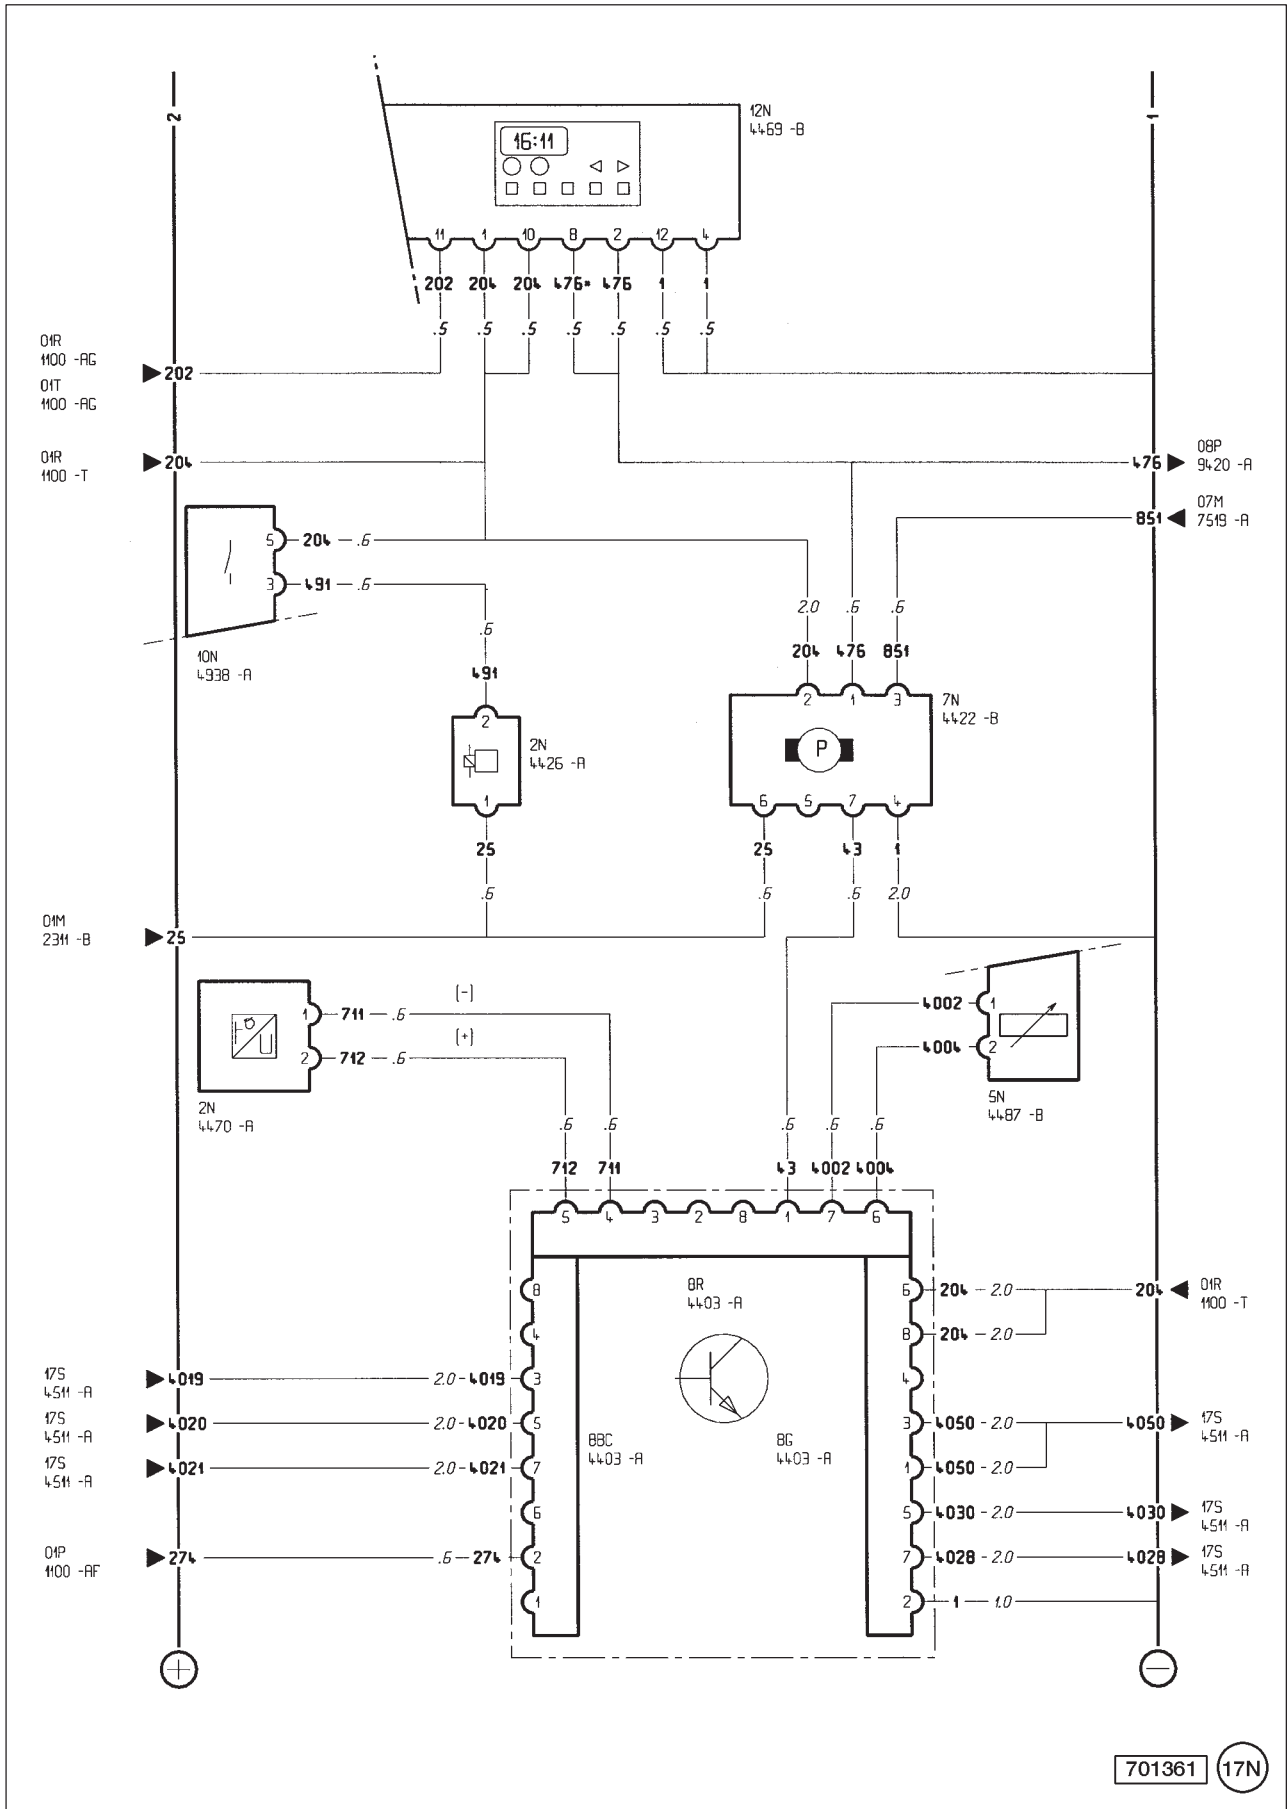 2
1
12N
4469 -B
16:11
11 1 10 8 2 12 4
202 204 204 476* 476 1 1
.5 .5 .5 .5 .5 .5 .5
01R
1100 -AG
202
01T
1100 -AG
01R
1100 -T
204
476
08P
9420 -A
851
07M
7519 -A
5 204 .6
3 491 .6
10N
4938 -A
.6
491
2
2N
4426 -A
1
25
.6
2.0 .6 .6
204 476 851
2 1 3
7N
4422 -B
P
6 5 7 4
25 43 1
.6 .6 2.0
01M
2311 -B
25
1 711 .6 (-)
2 712 .6 (+)
2N
4470 -A
4002 1
4004 2
5N
4487 -B
.6 .6 .6 .6 .6
712 711 43 4002 4004
5 4 3 2 8 1 7 6
8R
4403 -A
8BC
4403 -A
8G
4403 -A
8
4
17S
4511 -A
4019 2.0 4019 3
17S
4511 -A
4020 2.0 4020 5
17S
4511 -A
4021 2.0 4021 7
6
01P
1100 -AF
274 .6 274 2
1
6 204 2.0 204
01R
1100 -T
8 204 2.0
4
3 4050 2.0 4050
17S
4511 -A
1 4050 2.0
5 4030 2.0 4030
17S
4511 -A
7 4028 2.0 4028
17S
4511 -A
2 1 1.0
+
−
701361
17N